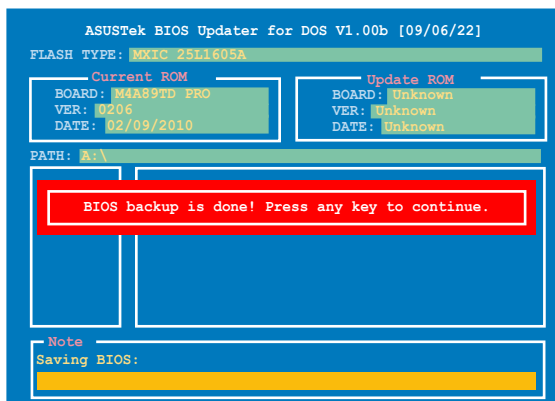 ASUSTek BIOS Updater for DOS V1.00b [09/06/22]
FLASH TYPE: MXIC 25L1605A
Current ROM
BOARD: M4A89TD PRO
VER: 0206
DATE: 02/09/2010
Update ROM
BOARD: Unknown
VER: Unknown
DATE: Unknown
PATH: A:\
BIOS backup is done! Press any key to continue.
Note
Saving BIOS: